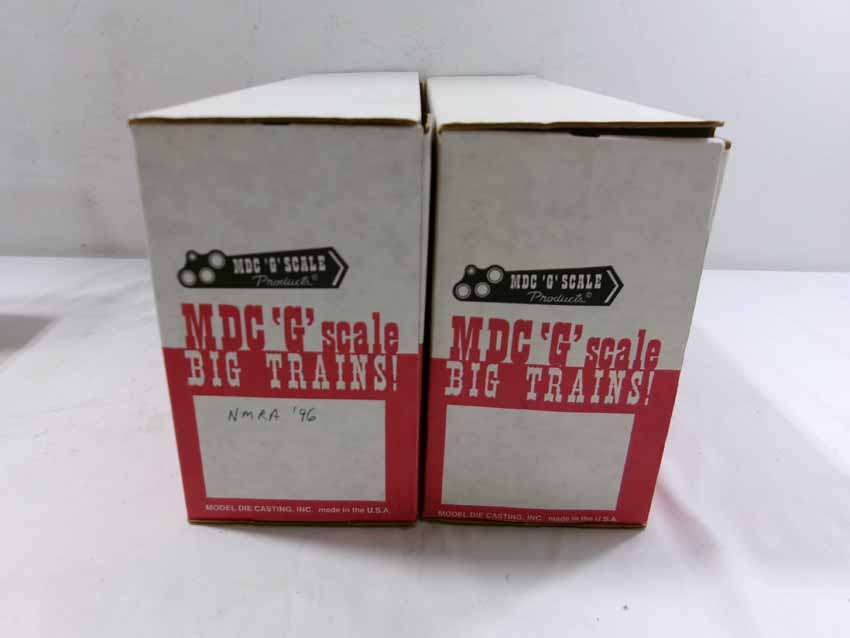 MDC 'G' SCALE
Products©
MDC 'G' scale
BIG TRAINS!
NMRA '96
MODEL DIE CASTING, INC. made in the U.S.A.
MDC 'G' SCALE
Products©
MDC 'G' scale
BIG TRAINS!
MODEL DIE CASTING, INC. made in the U.S.A.